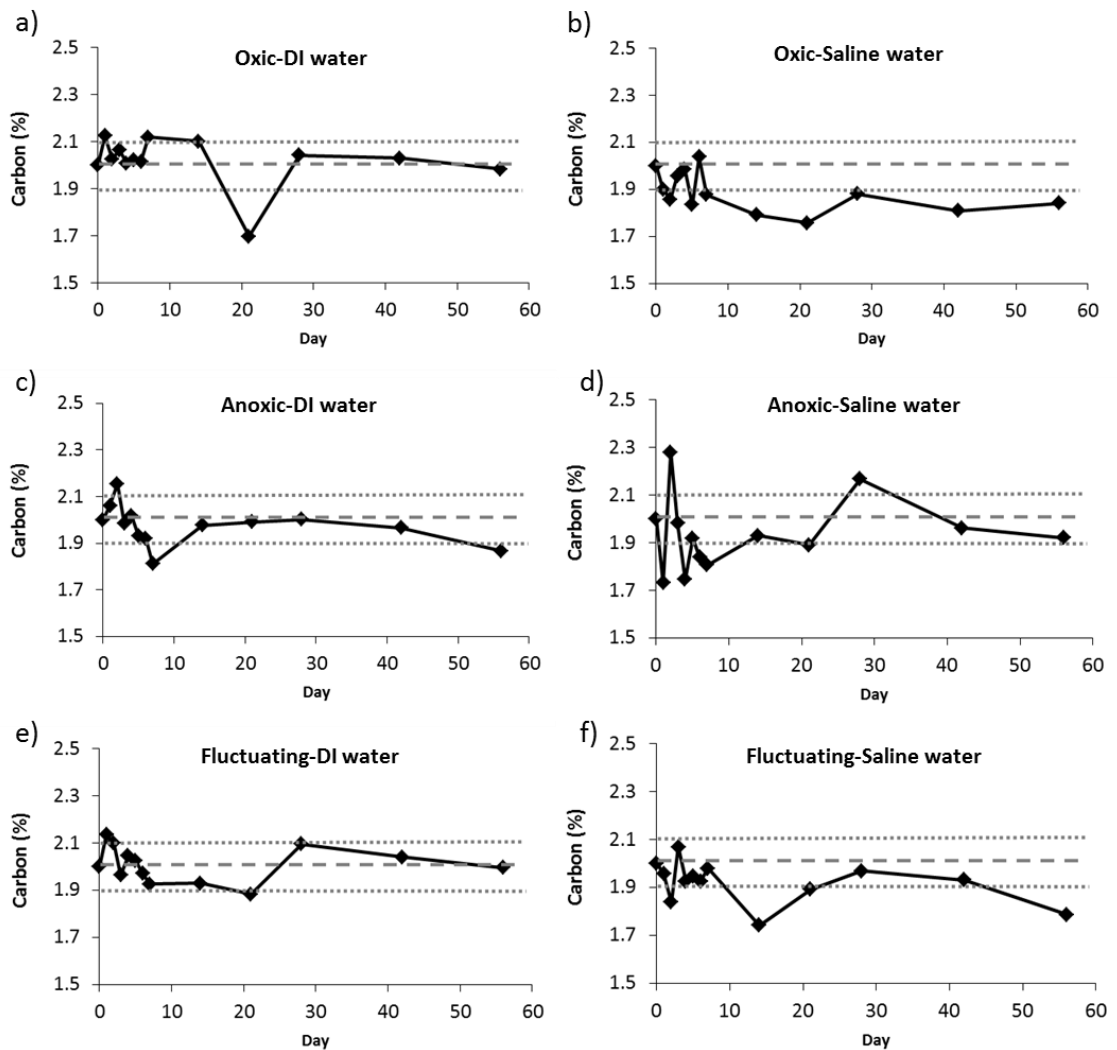 a)
Oxic-DI water
Carbon (%)
2.5
2.3
2.1
1.9
1.7
1.5
0 10 20 30 40 50 60
Day
b)
Oxic-Saline water
Carbon (%)
2.5
2.3
2.1
1.9
1.7
1.5
0 10 20 30 40 50 60
Day
c)
Anoxic-DI water
Carbon (%)
2.5
2.3
2.1
1.9
1.7
1.5
0 10 20 30 40 50 60
Day
d)
Anoxic-Saline water
Carbon (%)
2.5
2.3
2.1
1.9
1.7
1.5
0 10 20 30 40 50 60
Day
e)
Fluctuating-DI water
Carbon (%)
2.5
2.3
2.1
1.9
1.7
1.5
0 10 20 30 40 50 60
Day
f)
Fluctuating-Saline water
Carbon (%)
2.5
2.3
2.1
1.9
1.7
1.5
0 10 20 30 40 50 60
Day